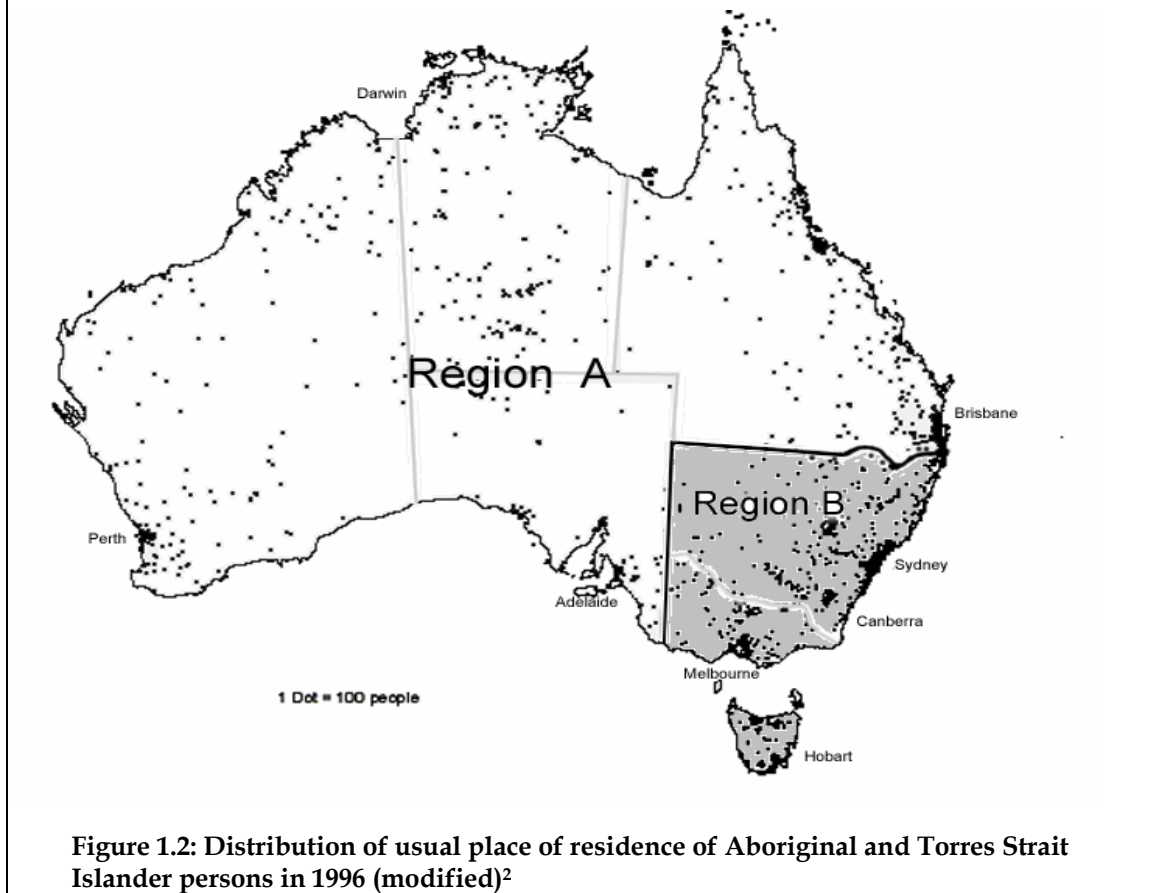 Darwin
Region A
Brisbane
Region B
Perth
Sydney
Adelaide
Canberra
Melbourne
1 Dot = 100 people
Hobart
Figure 1.2: Distribution of usual place of residence of Aboriginal and Torres Strait
Islander persons in 1996 (modified)²